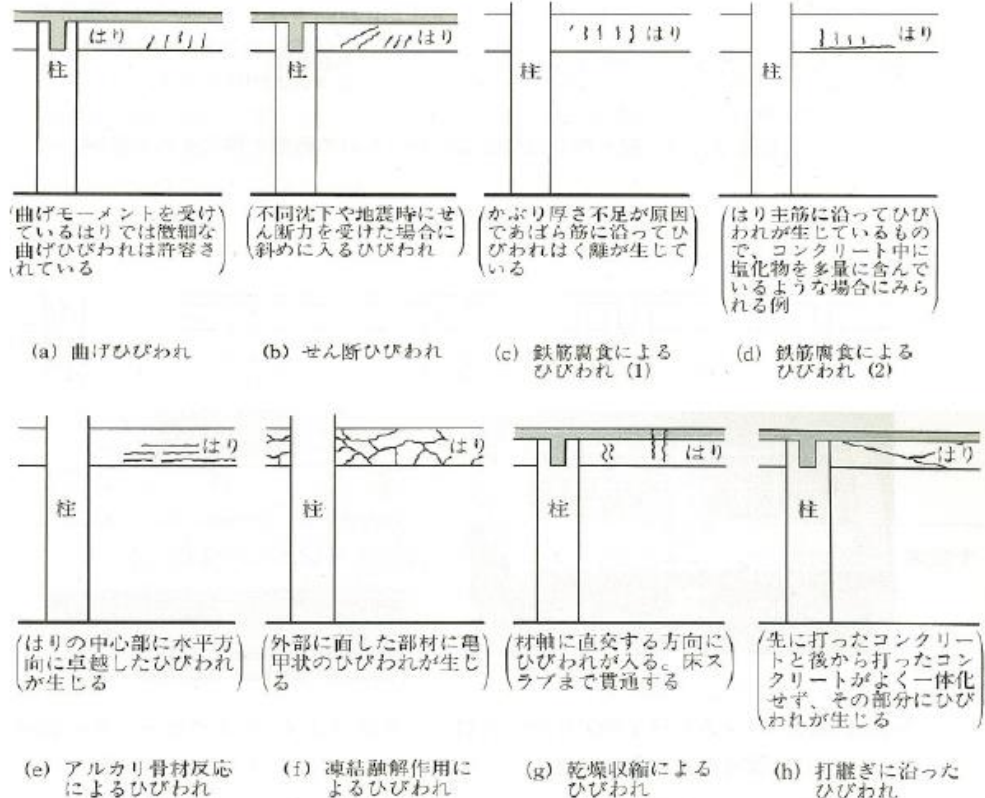 はり
柱
曲げモーメントを受け
ているはりでは微細な
曲げひびわれは許容さ
れている
(a) 曲げひびわれ
はり
柱
不同沈下や地震時にせ
ん断力を受けた場合に
斜めに入るひびわれ
(b) せん断ひびわれ
はり
柱
かぶり厚さ不足が原因
であばら筋に沿ってひ
びわれはく離が生じて
いる
(c) 鉄筋腐食による
ひびわれ (1)
はり
柱
はり主筋に沿ってひび
われが生じているもの
で、コンクリート中に
塩化物を多量に含んで
いるような場合にみら
れる例
(d) 鉄筋腐食による
ひびわれ (2)
はり
柱
はりの中心部に水平方
向に卓越したひびわれ
が生じる
(e) アルカリ骨材反応
によるひびわれ
はり
柱
外部に面した部材に亀
甲状のひびわれが生じ
る
(f) 凍結融解作用に
よるひびわれ
はり
柱
材軸に直交する方向に
ひびわれが入る。床ス
ラブまで貫通する
(g) 乾燥収縮による
ひびわれ
はり
柱
先に打ったコンクリー
トと後から打ったコン
クリートがよく一体化
せず、その部分にひび
われが生じる
(h) 打継ぎに沿った
ひびわれ